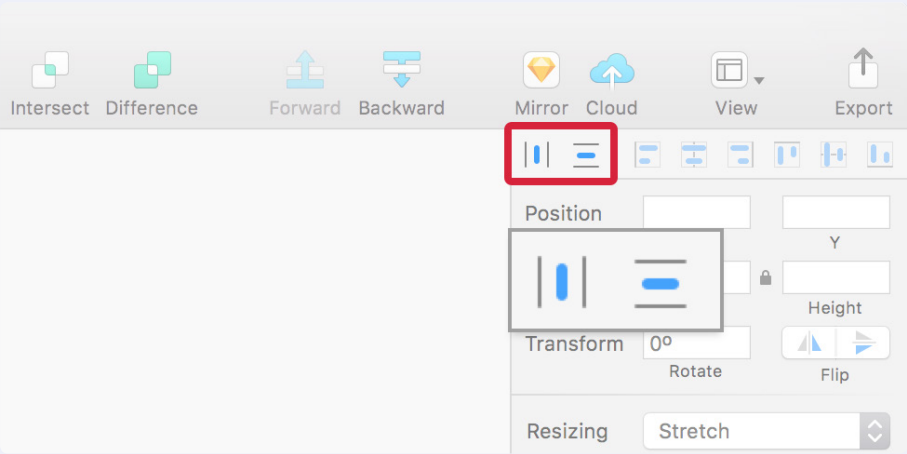 Intersect Difference Forward Backward Mirror Cloud View Export
Position
Y
Height
Transform 0º
Rotate Flip
Resizing Stretch